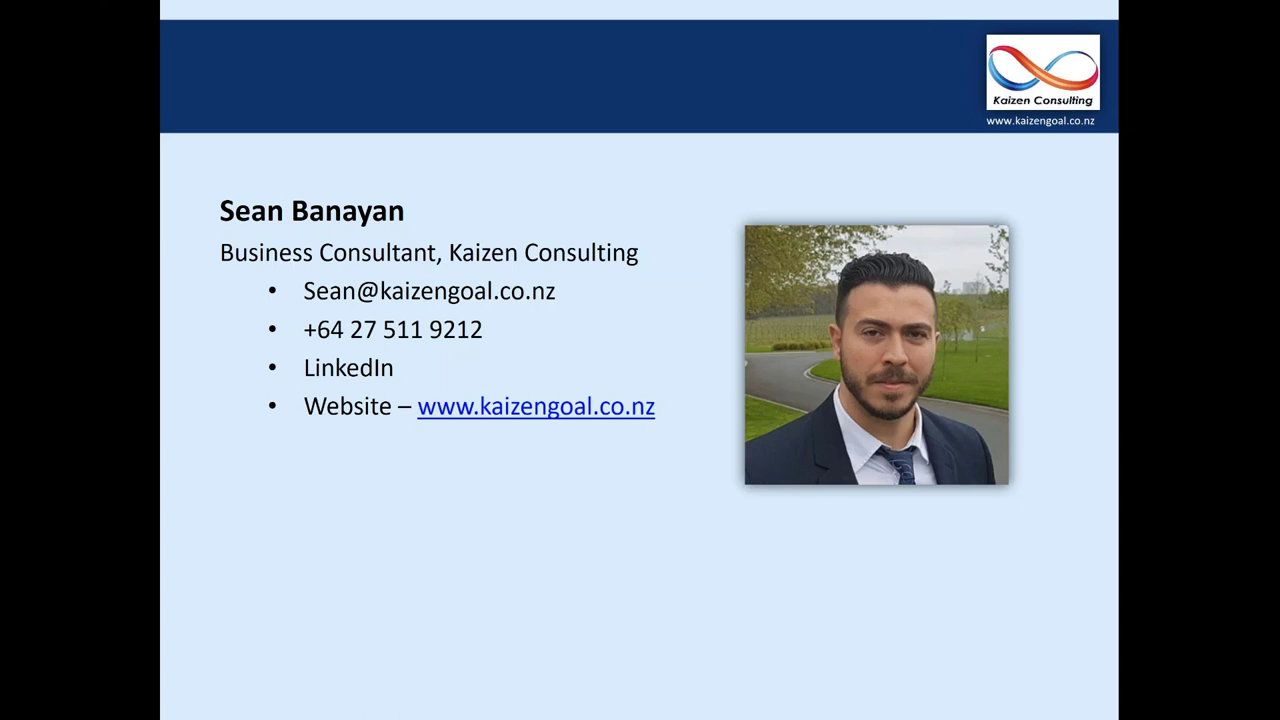 Kaizen Consulting
www.kaizengoal.co.nz
Sean Banayan
Business Consultant, Kaizen Consulting
• Sean@kaizengoal.co.nz
• +64 27 511 9212
• LinkedIn
• Website – www.kaizengoal.co.nz